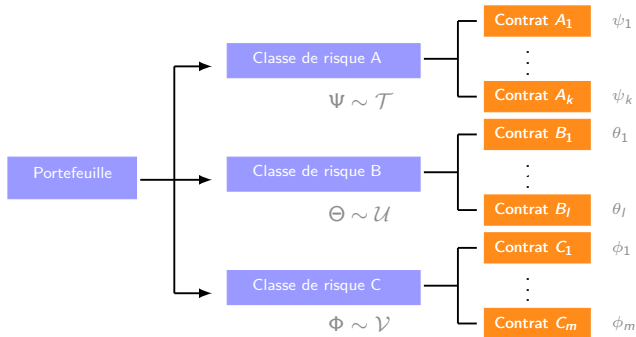 Portefeuille
Classe de risque A
Ψ ∼ 𝒯
Contrat A₁ ψ₁
Contrat Aₖ ψₖ
Classe de risque B
Θ ∼ 𝒰
Contrat B₁ θ₁
Contrat Bₗ θₗ
Classe de risque C
Φ ∼ 𝒱
Contrat C₁ ϕ₁
Contrat Cₘ ϕₘ